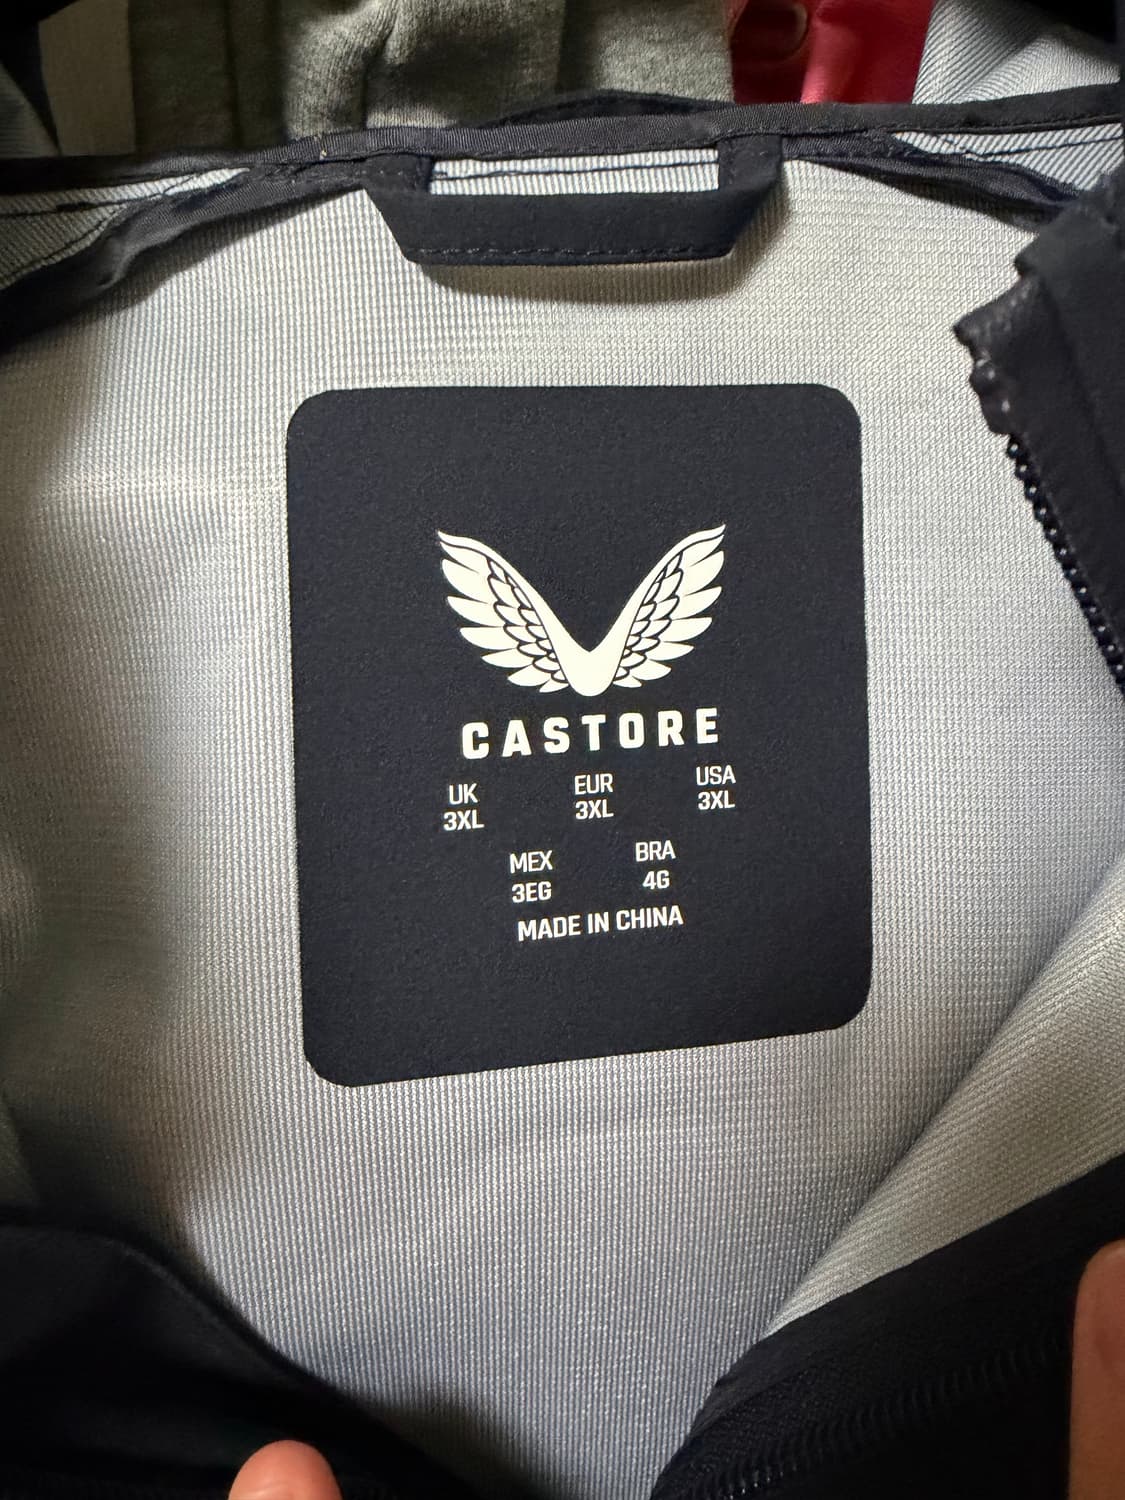 CASTORE
UK EUR USA
3XL 3XL 3XL
MEX BRA
3EG 4G
MADE IN CHINA